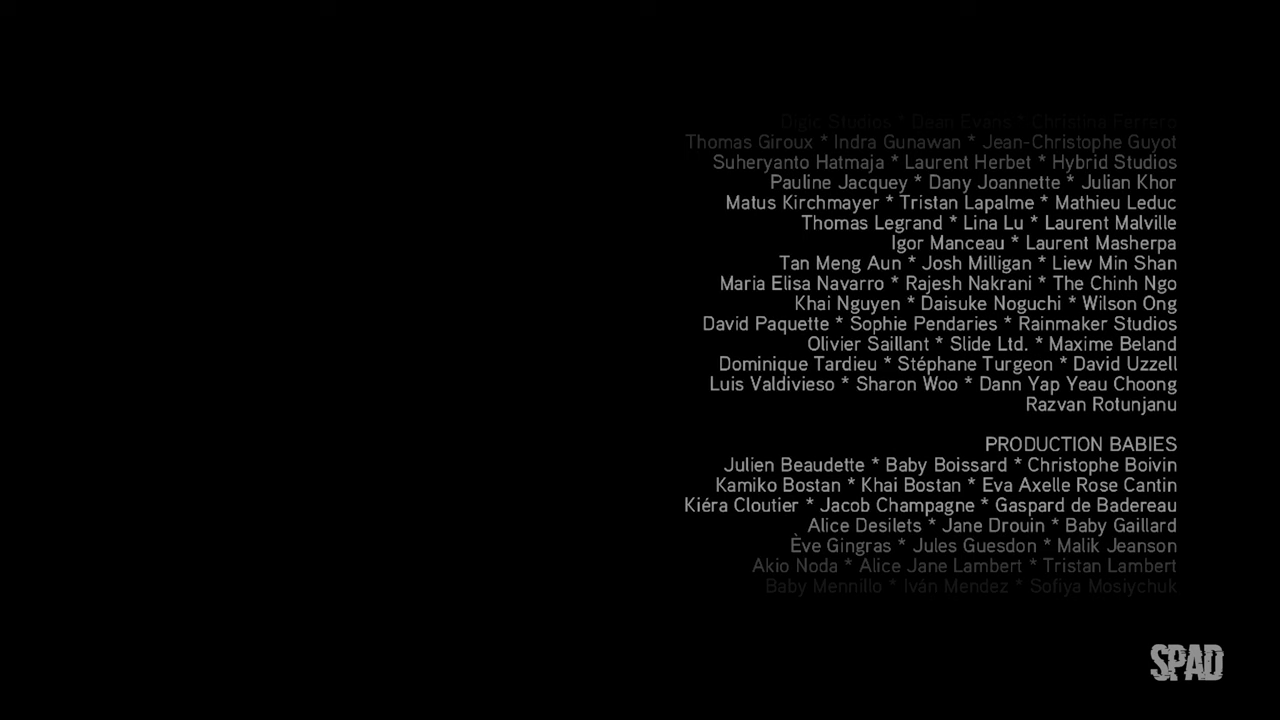 Digic Studios * Dean Evans * Christina Ferrero
Thomas Giroux * Indra Gunawan * Jean-Christophe Guyot
Suheryanto Hatmaja * Laurent Herbet * Hybrid Studios
Pauline Jacquey * Dany Joannette * Julian Khor
Matus Kirchmayer * Tristan Lapalme * Mathieu Leduc
Thomas Legrand * Lina Lu * Laurent Malville
Igor Manceau * Laurent Masherpa
Tan Meng Aun * Josh Milligan * Liew Min Shan
Maria Elisa Navarro * Rajesh Nakrani * The Chinh Ngo
Khai Nguyen * Daisuke Noguchi * Wilson Ong
David Paquette * Sophie Pendaries * Rainmaker Studios
Olivier Saillant * Slide Ltd. * Maxime Beland
Dominique Tardieu * Stéphane Turgeon * David Uzzell
Luis Valdivieso * Sharon Woo * Dann Yap Yeau Choong
Razvan Rotunjanu
PRODUCTION BABIES
Julien Beaudette * Baby Boissard * Christophe Boivin
Kamiko Bostan * Khai Bostan * Eva Axelle Rose Cantin
Kiéra Cloutier * Jacob Champagne * Gaspard de Badereau
Alice Desilets * Jane Drouin * Baby Gaillard
Ève Gingras * Jules Guesdon * Malik Jeanson
Akio Noda * Alice Jane Lambert * Tristan Lambert
Baby Mennillo * Iván Mendez * Sofiya Mosiychuk
SPAD